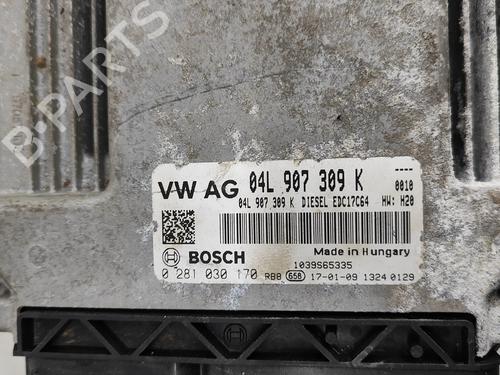 B-PARTS
VW AG 04L 907 309 K
----
0010
04L 907 309 K DIESEL EDC17C64 HW: H20
BOSCH
Made in Hungary
1039S65335
0 281 030 170 RBB 658 17-01-09 1324 0129